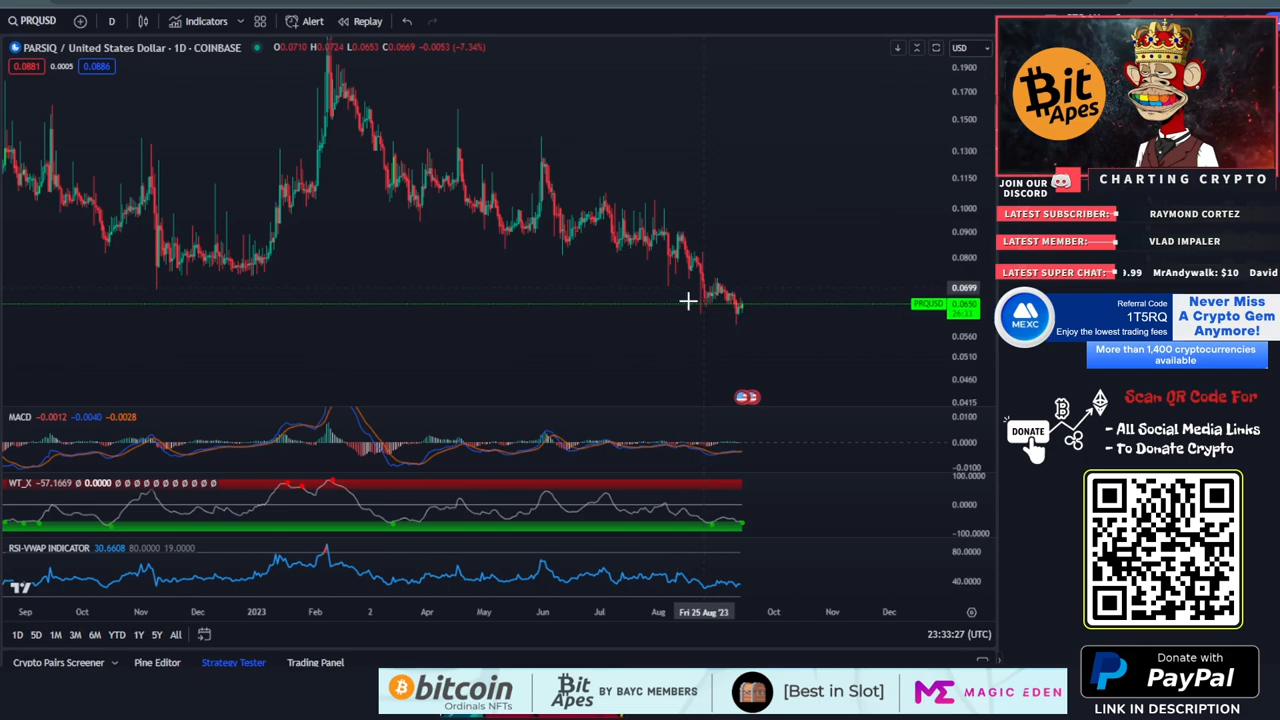 PRQUSD
D
Indicators
Alert
Replay
PARSIQ / United States Dollar · 1D · COINBASE
O0.0710 H0.0724 L0.0653 C0.0669 -0.0053 (-7.34%)
USD
0.0881
0.0005
0.0886
0.1900
0.1700
0.1500
0.1300
0.1150
0.1000
0.0900
0.0800
0.0699
PRQUSD
0.0650
26:33
0.0560
0.0510
0.0460
0.0415
MACD -0.0012 -0.0040 -0.0028
0.0100
0.0000
-0.0100
WT_X -57.1669 Ø 0.0000 Ø Ø Ø Ø Ø Ø Ø Ø Ø Ø
100.0000
0.0000
-100.0000
RSI-VWAP INDICATOR 30.6608 80.0000 19.0000
80.0000
40.0000
Sep Oct Nov Dec 2023 Feb 2 Apr May Jun Jul Aug Fri 25 Aug '23 Oct Nov Dec
1D 5D 1M 3M 6M YTD 1Y 5Y All
23:33:27 (UTC)
Crypto Pairs Screener
Pine Editor
Strategy Tester
Trading Panel
Bit
Apes
JOIN OUR
DISCORD
CHARTING CRYPTO
LATEST SUBSCRIBER:
RAYMOND CORTEZ
LATEST MEMBER:
VLAD IMPALER
LATEST SUPER CHAT:
9.99 MrAndywalk: $10 David
MEXC
Referral Code
1T5RQ
Enjoy the lowest trading fees
Never Miss
A Crypto Gem
Anymore!
More than 1,400 cryptocurrencies
available
DONATE
Scan QR Code For
- All Social Media Links
- To Donate Crypto
Donate with
PayPal
LINK IN DESCRIPTION
bitcoin
Ordinals NFTs
Bit
Apes
BY BAYC MEMBERS
[Best in Slot]
ME MAGIC EDEN